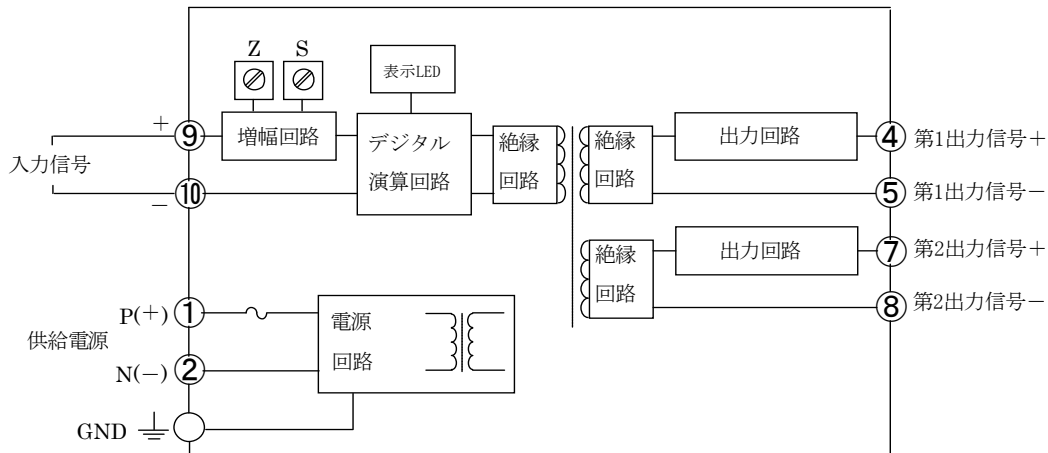 Z
S
表示LED
+
⑨
増幅回路
デジタル
演算回路
絶縁
回路
絶縁
回路
出力回路
④
第1出力信号+
入力信号
−
⑩
⑤
第1出力信号−
絶縁
回路
出力回路
⑦
第2出力信号+
⑧
第2出力信号−
P(+)
①
電源
回路
供給電源
N(−)
②
GND